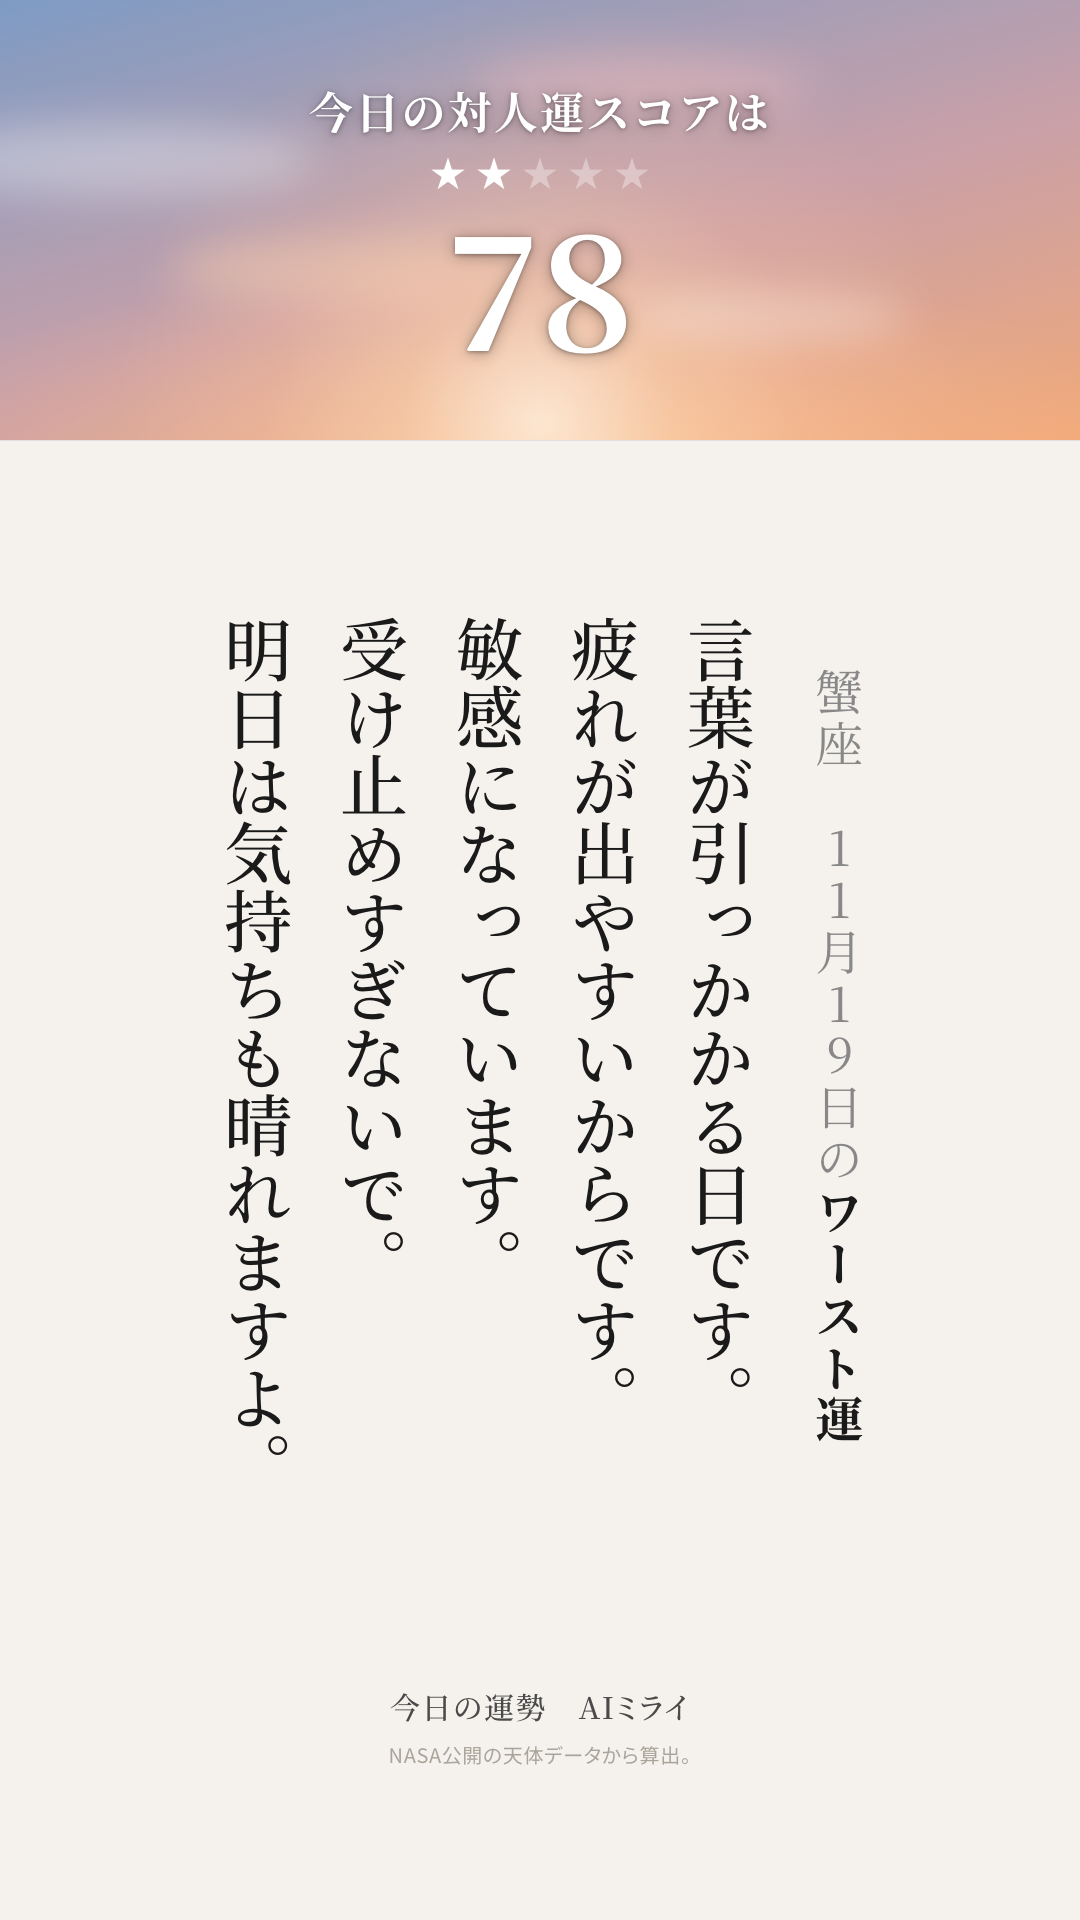 今日の対人運スコアは
★★★★★
78
蟹座　11月19日のワースト運
言葉が引っかかる日です。
疲れが出やすいからです。
敏感になっています。
受け止めすぎないで。
明日は気持ちも晴れますよ。
今日の運勢　AIミライ
NASA公開の天体データから算出。